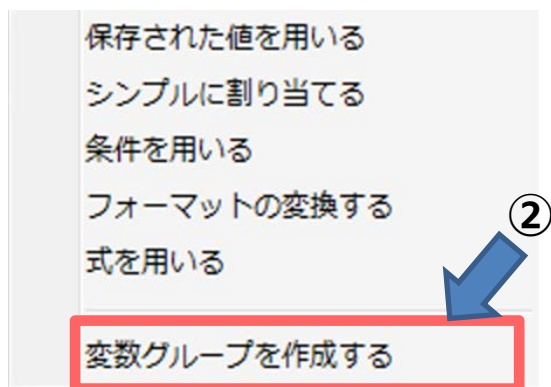 保存された値を用いる
シンプルに割り当てる
条件を用いる
フォーマットの変換する
②
式を用いる
変数グループを作成する